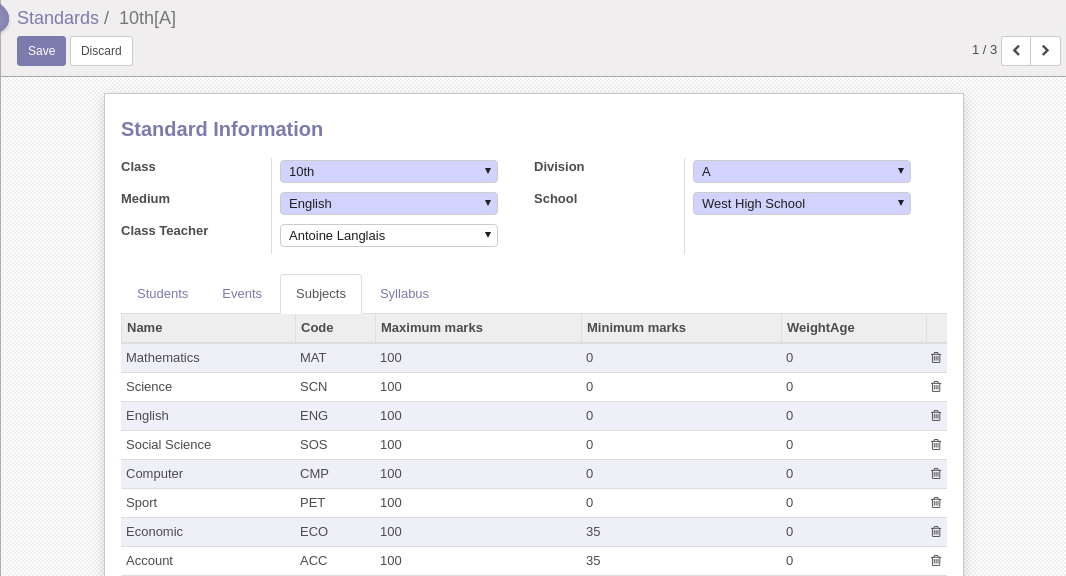 Standards / 10th[A]
Save Discard 1 / 3
Standard Information
Class 10th Division A
Medium English School West High School
Class Teacher Antoine Langlais
Students Events Subjects Syllabus
Name Code Maximum marks Minimum marks WeightAge
Mathematics MAT 100 0 0
Science SCN 100 0 0
English ENG 100 0 0
Social Science SOS 100 0 0
Computer CMP 100 0 0
Sport PET 100 0 0
Economic ECO 100 35 0
Account ACC 100 35 0